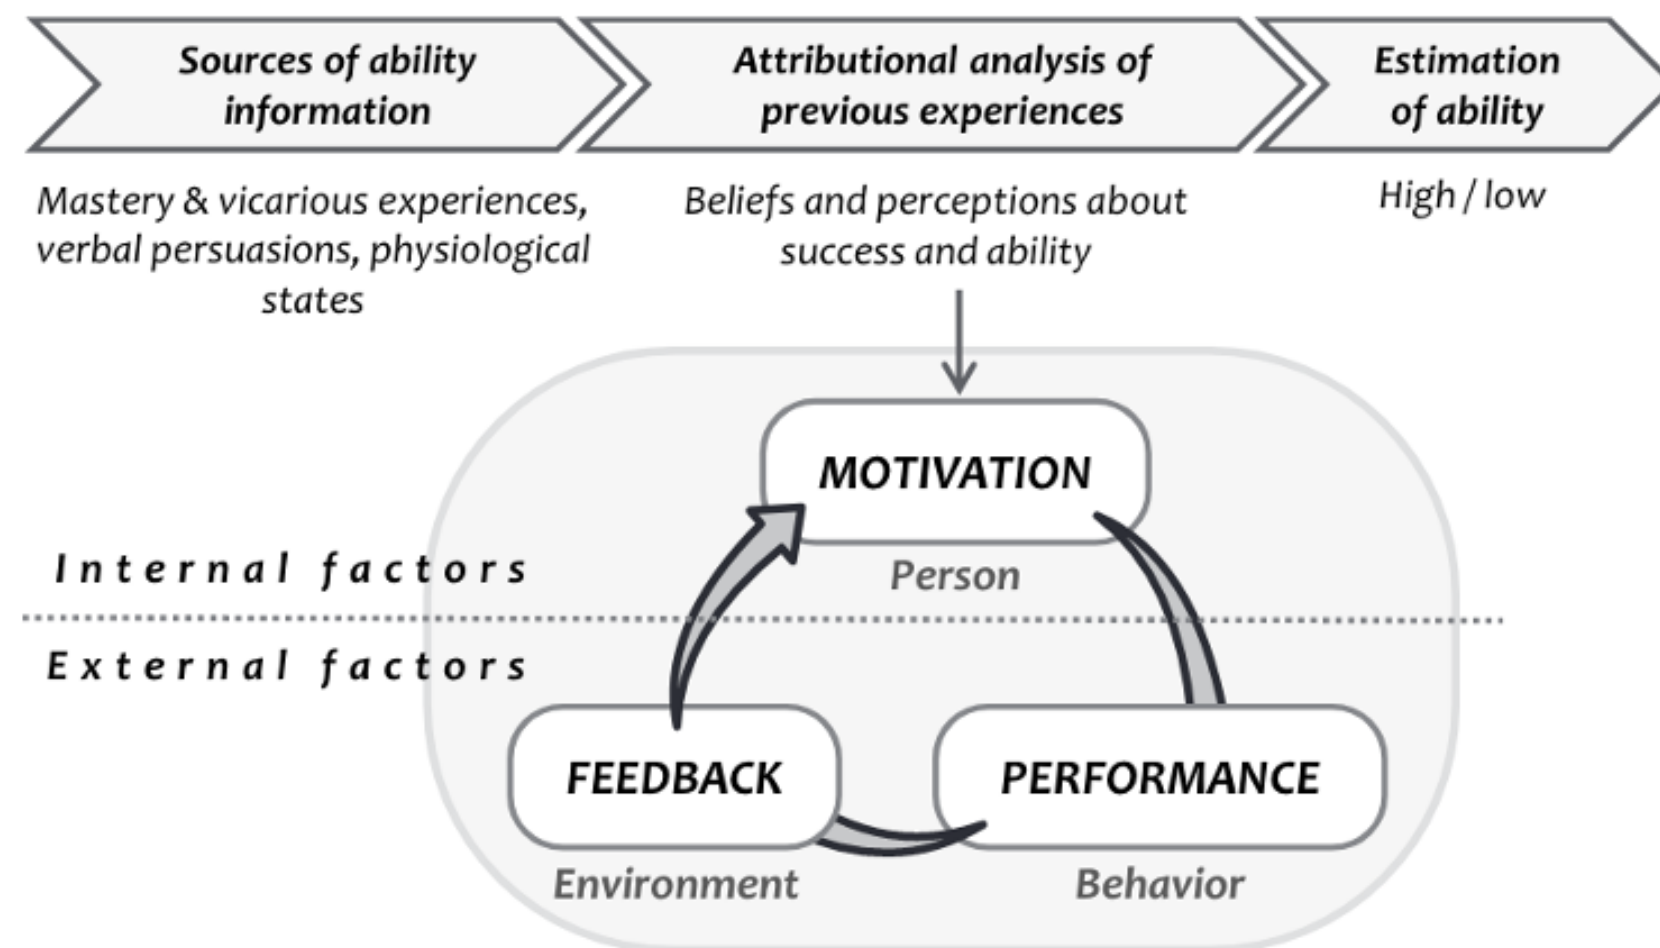 Sources of ability
information
Attributional analysis of
previous experiences
Estimation
of ability
Mastery & vicarious experiences,
verbal persuasions, physiological
states
Beliefs and perceptions about
success and ability
High / low
MOTIVATION
Person
Internal factors
External factors
FEEDBACK
Environment
PERFORMANCE
Behavior